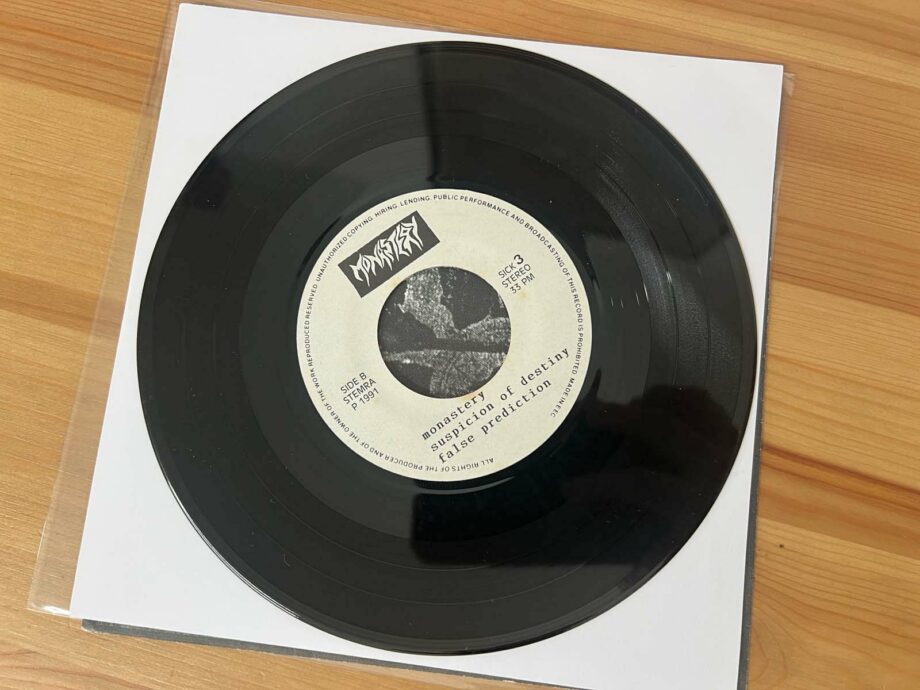 MONASTERY
SICK 3
STEREO
33 PM
SIDE B
STEMRA
P 1991
monastery
suspicion of destiny
false prediction
ALL RIGHTS OF THE PRODUCER AND OF THE OWNER OF THE WORK REPRODUCED RESERVED. UNAUTHORIZED COPYING, HIRING, LENDING, PUBLIC PERFORMANCE AND BROADCASTING OF THIS RECORD IS PROHIBITED MADE IN EEC